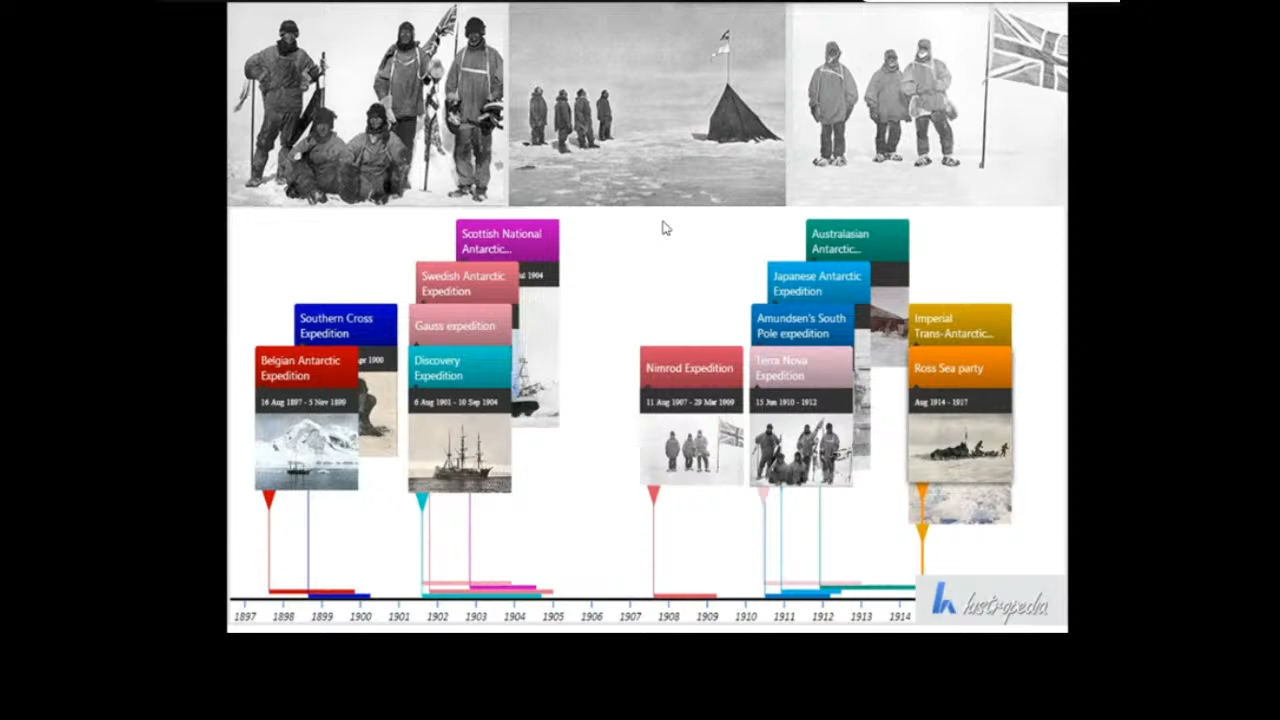 Scottish National
Antarctic...
1904
Australasian
Antarctic...
Swedish Antarctic
Expedition
Japanese Antarctic
Expedition
Southern Cross
Expedition
1900
Gauss expedition
Amundsen's South
Pole expedition
Imperial
Trans-Antarctic...
Belgian Antarctic
Expedition
16 Aug 1897 - 5 Nov 1899
Discovery
Expedition
6 Aug 1901 - 10 Sep 1904
Nimrod Expedition
11 Aug 1907 - 29 Mar 1909
Terra Nova
Expedition
15 Jun 1910 - 1912
Ross Sea party
Aug 1914 - 1917
histropedia
1897 1898 1899 1900 1901 1902 1903 1904 1905 1906 1907 1908 1909 1910 1911 1912 1913 1914